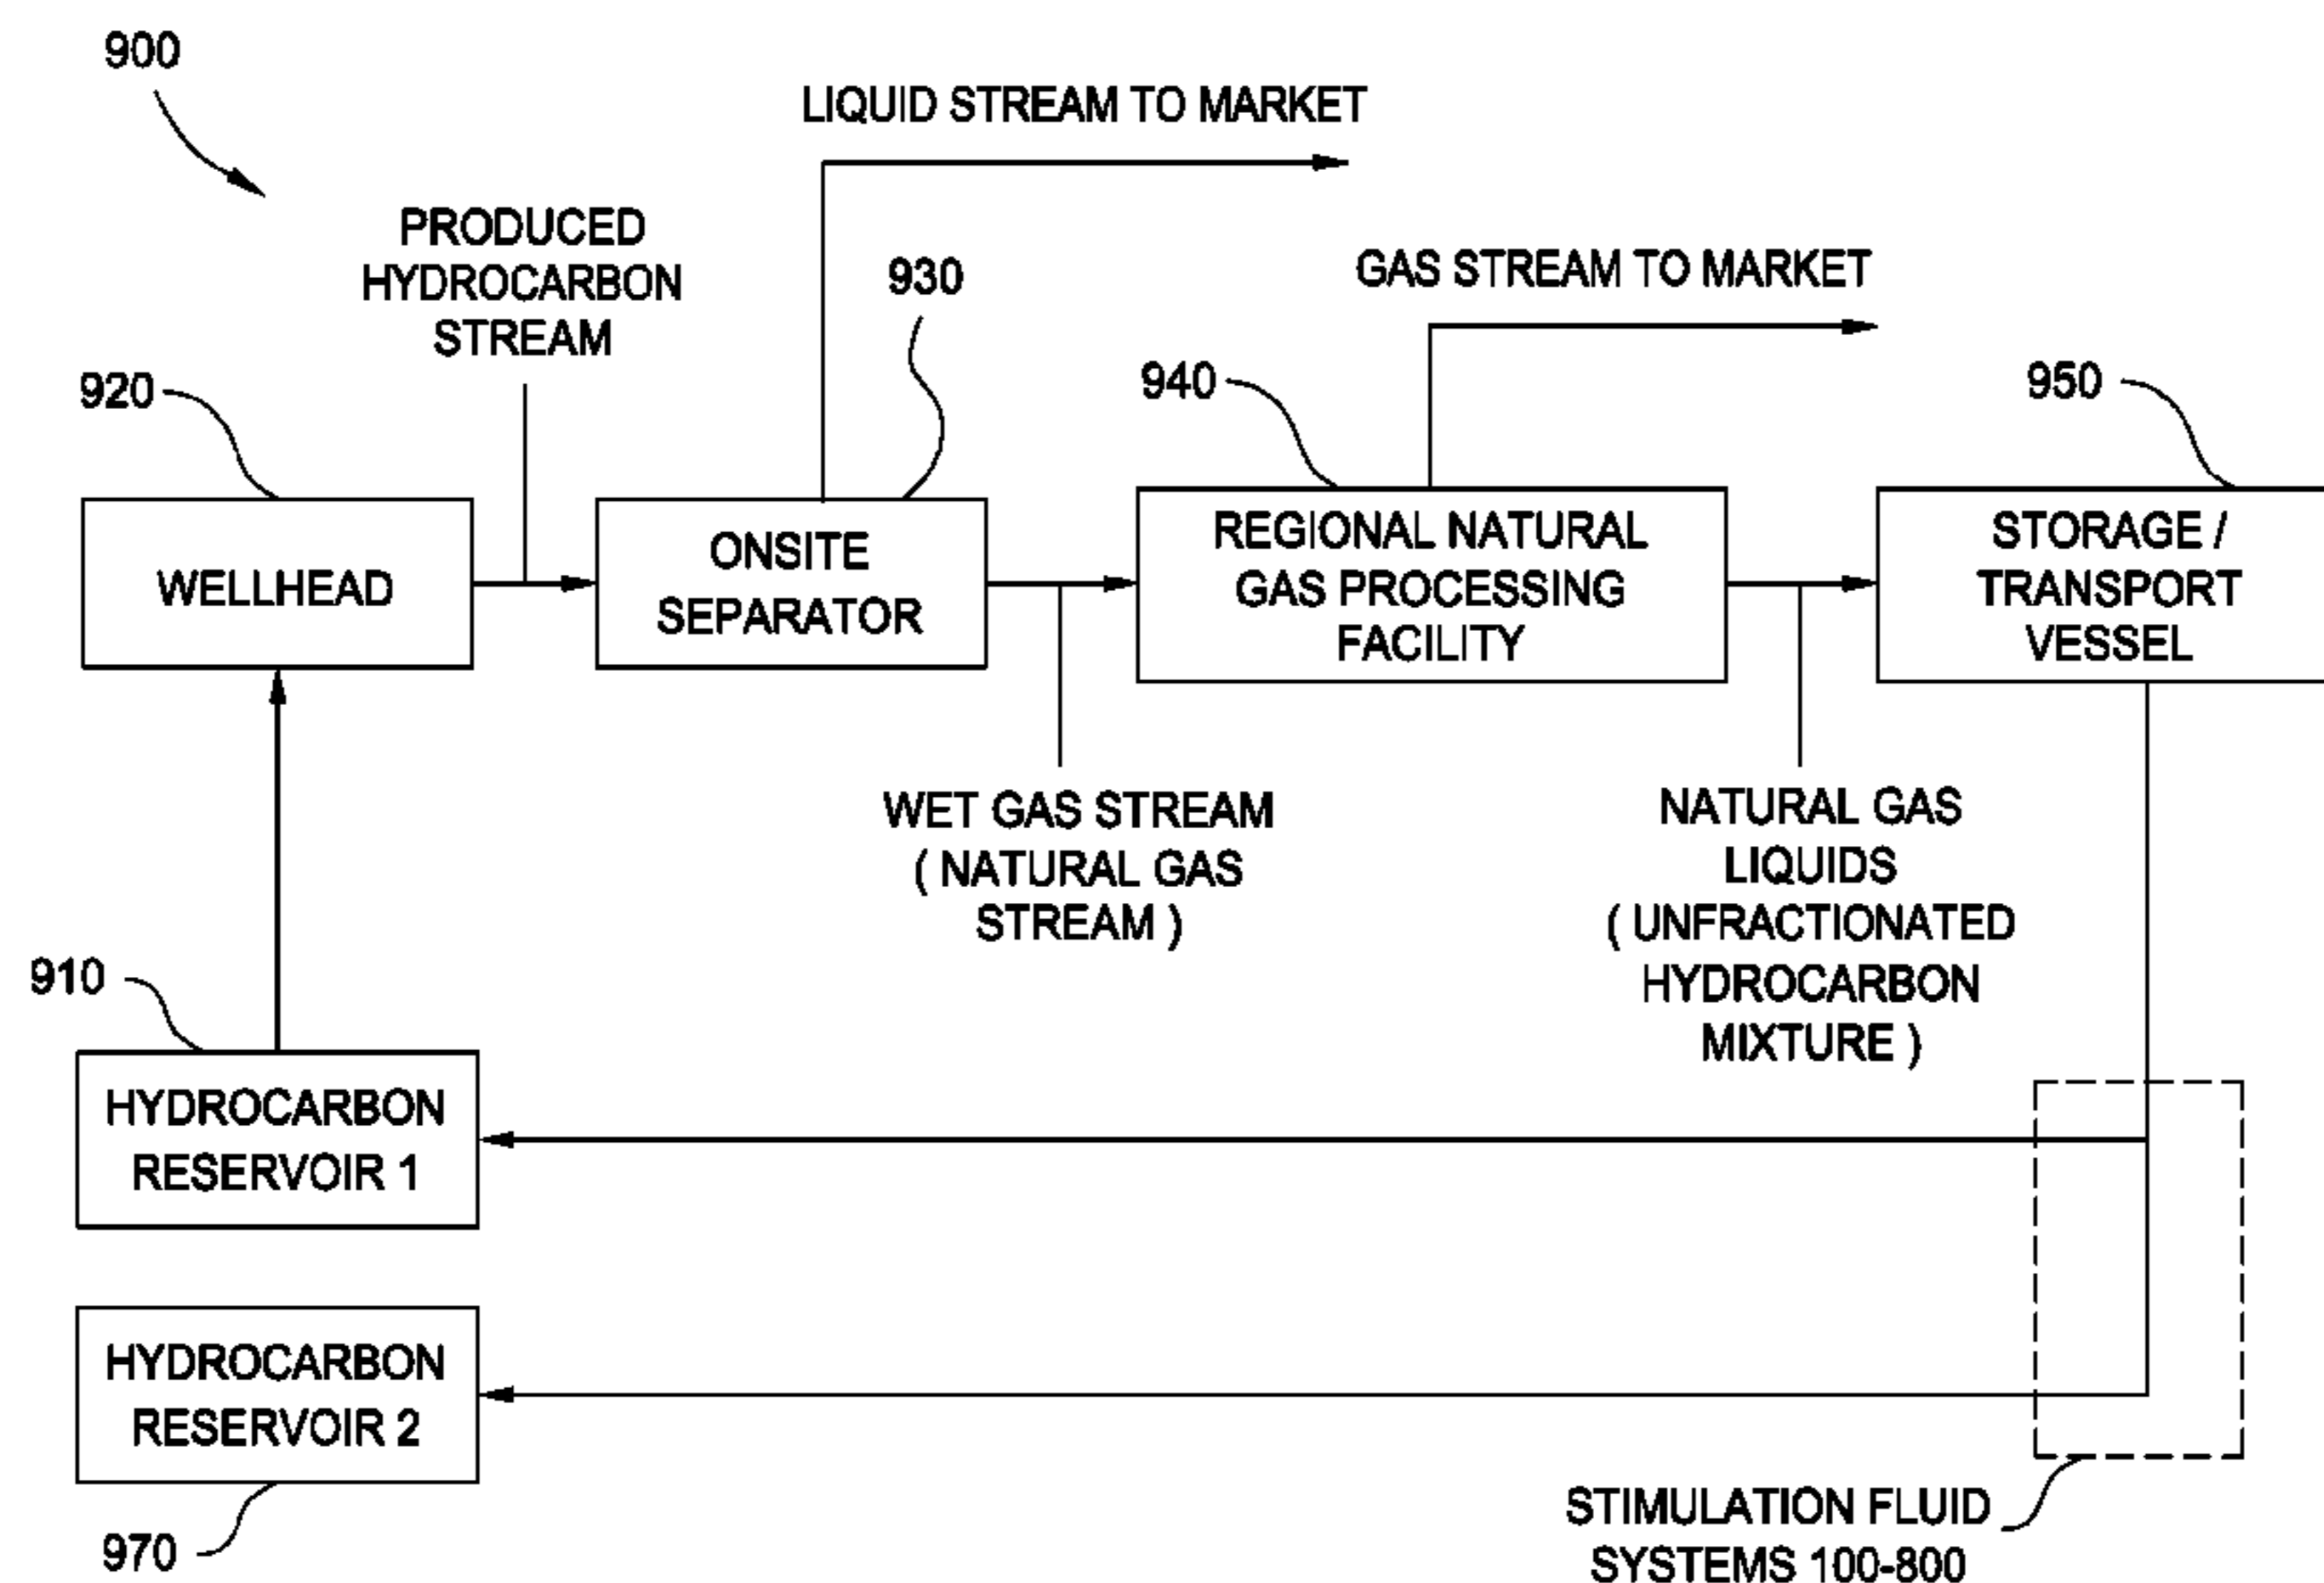 900
LIQUID STREAM TO MARKET
PRODUCED
HYDROCARBON
STREAM
930
GAS STREAM TO MARKET
920
940
950
WELLHEAD
ONSITE
SEPARATOR
REGIONAL NATURAL
GAS PROCESSING
FACILITY
STORAGE /
TRANSPORT
VESSEL
WET GAS STREAM
( NATURAL GAS
STREAM )
NATURAL GAS
LIQUIDS
( UNFRACTIONATED
HYDROCARBON
MIXTURE )
910
HYDROCARBON
RESERVOIR 1
HYDROCARBON
RESERVOIR 2
970
STIMULATION FLUID
SYSTEMS 100-800